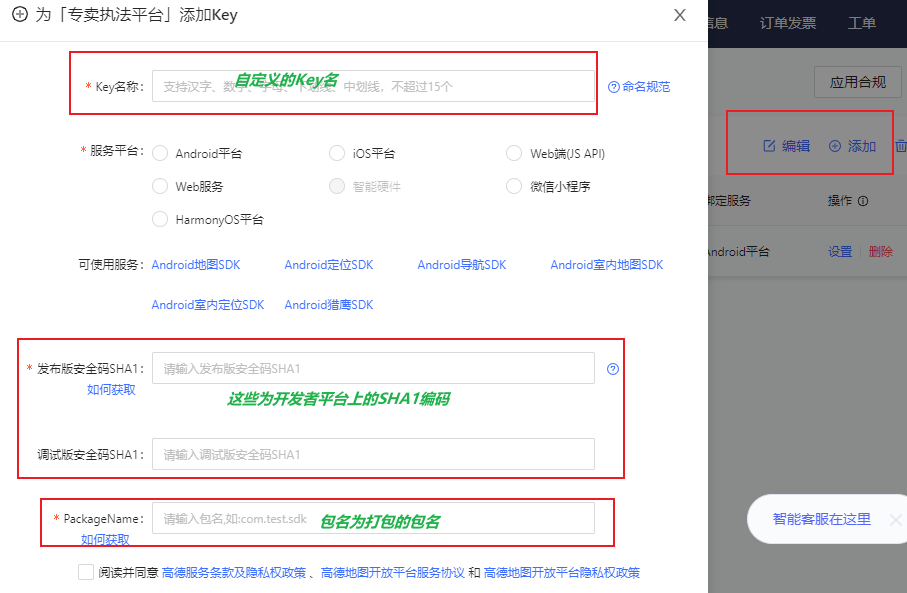 为「专卖执法平台」添加Key
X
信息 订单发票 工单
应用合规
* Key名称: 支持汉字、数字、字母、下划线、中划线，不超过15个
自定义的Key名
命名规范
编辑 添加
* 服务平台: Android平台 iOS平台 Web端(JS API)
Web服务 智能硬件 微信小程序
HarmonyOS平台
绑定服务 操作
Android平台 设置 删除
可使用服务: Android地图SDK Android定位SDK Android导航SDK Android室内地图SDK
Android室内定位SDK Android猎鹰SDK
* 发布版安全码SHA1: 请输入发布版安全码SHA1
如何获取
这些为开发者平台上的SHA1编码
调试版安全码SHA1: 请输入调试版安全码SHA1
* PackageName: 请输入包名,如:com.test.sdk 包名为打包的包名
如何获取
智能客服在这里
阅读并同意 高德服务条款及隐私权政策 、高德地图开放平台服务协议 和 高德地图开放平台隐私权政策